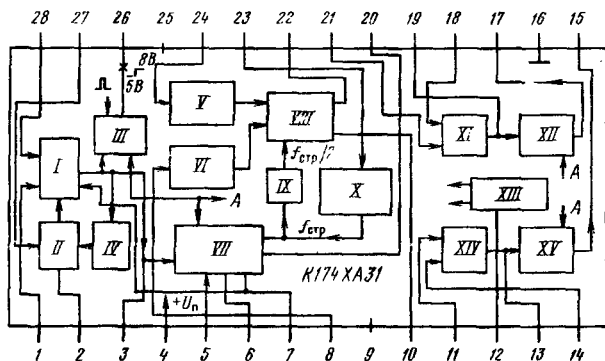 28 27 26 25 24 23 22 21 20 19 18 16 17 15
8В
5В
III V VIII XI XII
I VI
fстр/2
IX X A A
A XIII
II IV VII fстр XIV XV
К174ХА31
+Uп
1 2 3 4 5 6 7 8 9 10 11 12 13 14